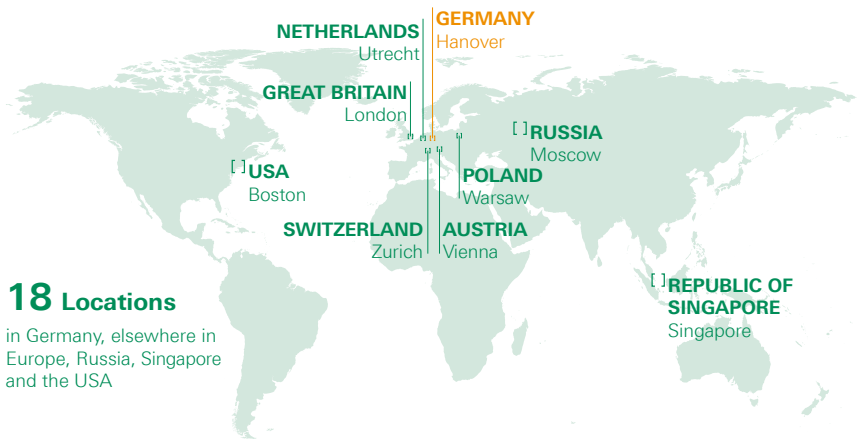 GERMANY
Hanover
NETHERLANDS
Utrecht
GREAT BRITAIN
London
[ ] RUSSIA
Moscow
[ ] USA
Boston
POLAND
Warsaw
SWITZERLAND
Zurich
AUSTRIA
Vienna
[ ] REPUBLIC OF
SINGAPORE
Singapore
18 Locations
in Germany, elsewhere in
Europe, Russia, Singapore
and the USA